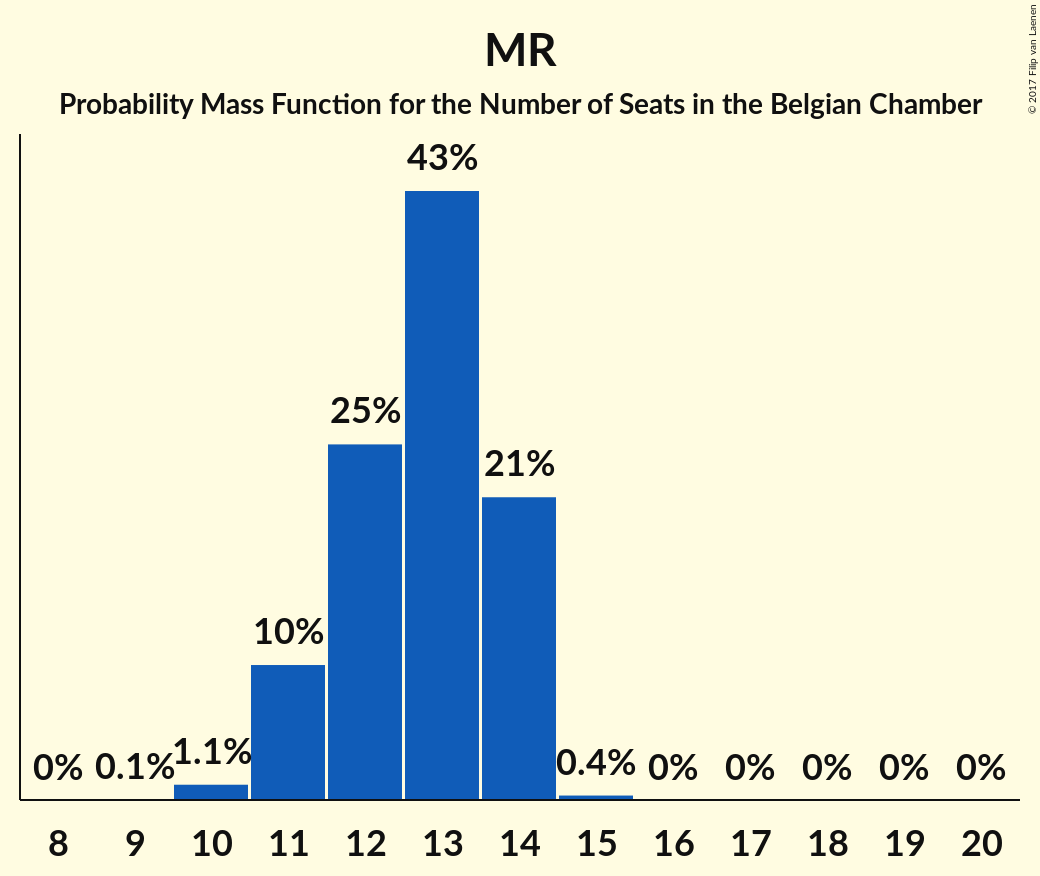 MR
Probability Mass Function for the Number of Seats in the Belgian Chamber
© 2017 Filip van Laenen
43%
25%
21%
10%
0% 0.1% 1.1% 0.4% 0% 0% 0% 0% 0%
8 9 10 11 12 13 14 15 16 17 18 19 20